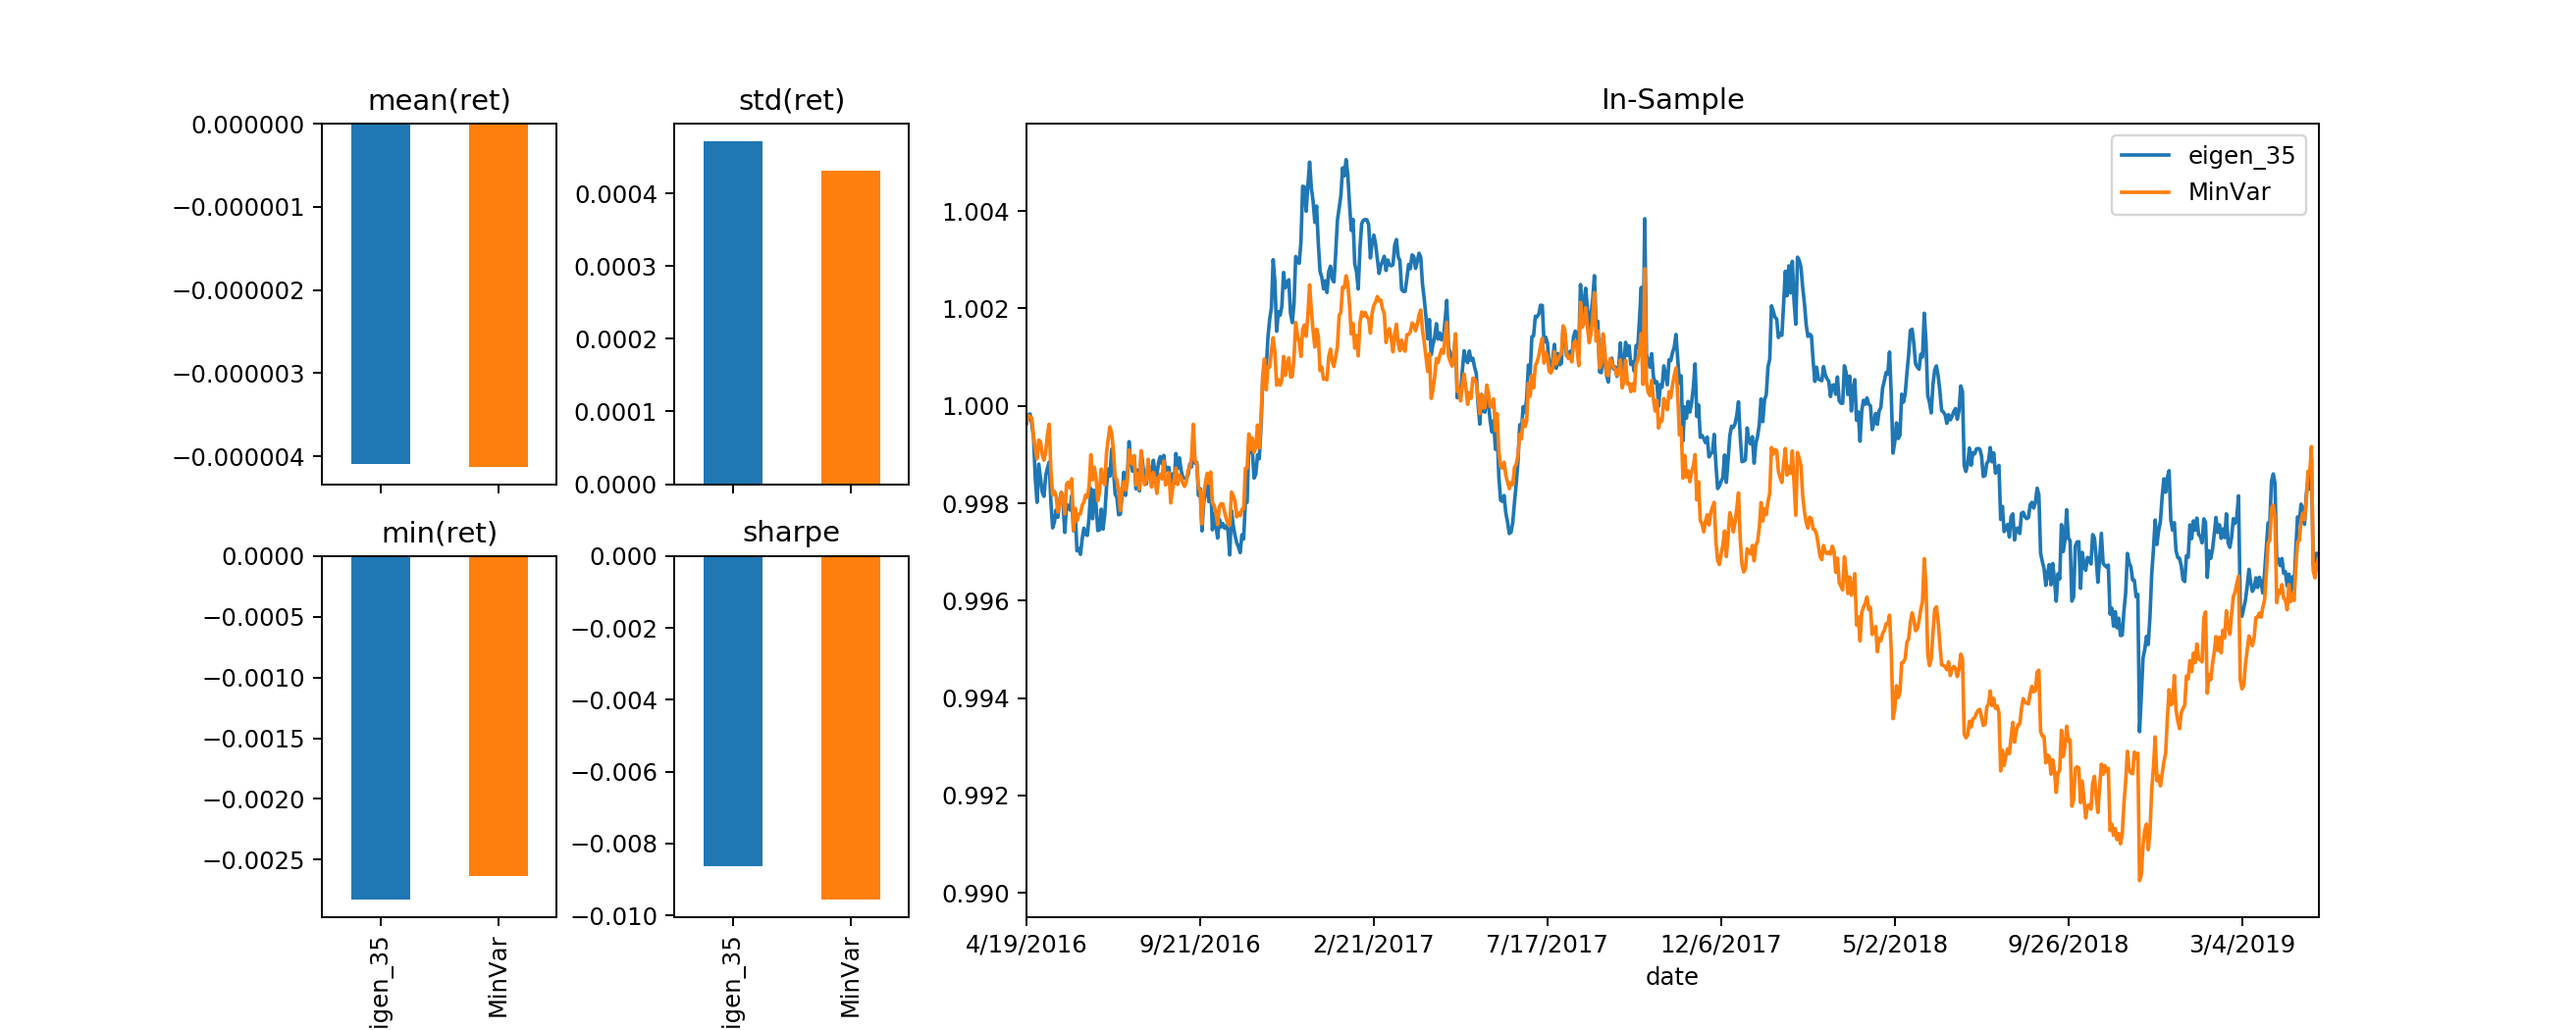 mean(ret)
0.000000
−0.000001
−0.000002
−0.000003
−0.000004
std(ret)
0.0004
0.0003
0.0002
0.0001
0.0000
min(ret)
0.0000
−0.0005
−0.0010
−0.0015
−0.0020
−0.0025
igen_35
MinVar
sharpe
0.000
−0.002
−0.004
−0.006
−0.008
−0.010
igen_35
MinVar
In-Sample
eigen_35
MinVar
1.004
1.002
1.000
0.998
0.996
0.994
0.992
0.990
4/19/2016 9/21/2016 2/21/2017 7/17/2017 12/6/2017 5/2/2018 9/26/2018 3/4/2019
date